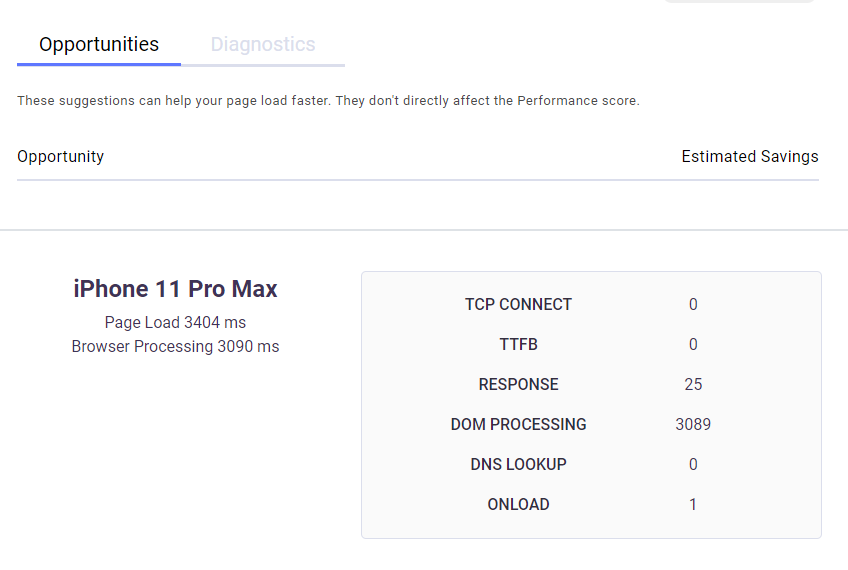 Opportunities Diagnostics
These suggestions can help your page load faster. They don't directly affect the Performance score.
Opportunity Estimated Savings
iPhone 11 Pro Max
Page Load 3404 ms
Browser Processing 3090 ms
TCP CONNECT 0
TTFB 0
RESPONSE 25
DOM PROCESSING 3089
DNS LOOKUP 0
ONLOAD 1